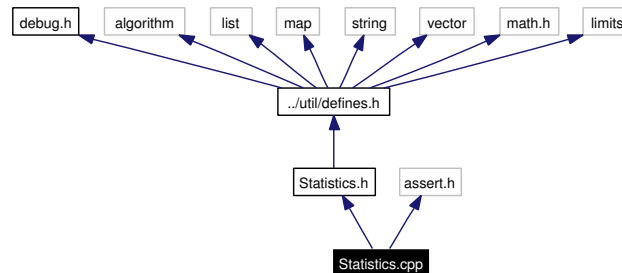 debug.h algorithm list map string vector math.h limits
../util/defines.h
Statistics.h assert.h
Statistics.cpp